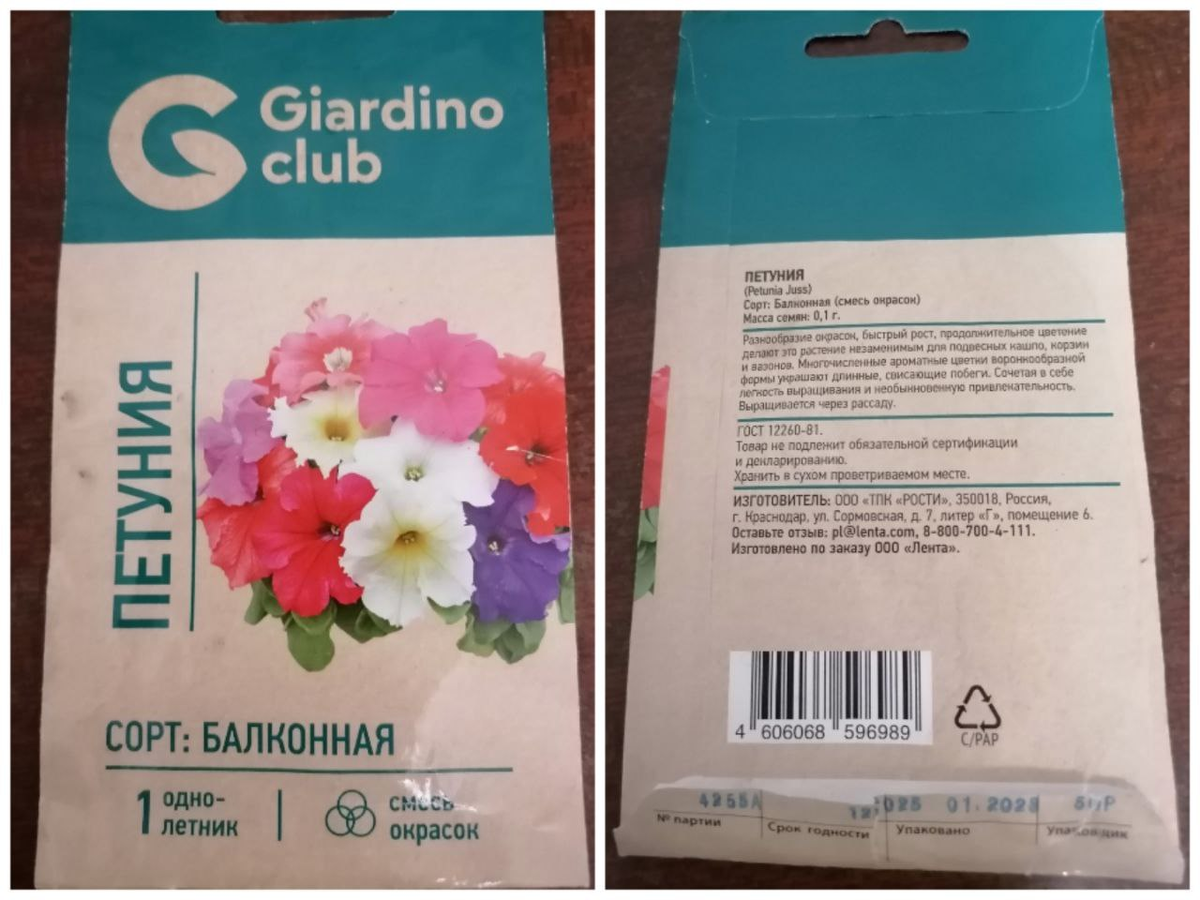 Giardino
club
ПЕТУНИЯ
СОРТ: БАЛКОННАЯ
1 одно-
летник
смесь
окрасок
ПЕТУНИЯ
(Petunia Juss)
Сорт: Балконная (смесь окрасок)
Масса семян: 0,1 г.
Разнообразие окрасок, быстрый рост, продолжительное цветение
делают это растение незаменимым для подвесных кашпо, корзин
и вазонов. Многочисленные ароматные цветки воронкообразной
формы украшают длинные, свисающие побеги. Сочетая в себе
легкость выращивания и необыкновенную привлекательность.
Выращивается через рассаду.
ГОСТ 12260-81.
Товар не подлежит обязательной сертификации
и декларированию.
Хранить в сухом проветриваемом месте.
ИЗГОТОВИТЕЛЬ: ООО «ТПК «РОСТИ», 350018, Россия,
г. Краснодар, ул. Сормовская, д. 7, литер «Г», помещение 6.
Оставьте отзыв: pl@lenta.com, 8-800-700-4-111.
Изготовлено по заказу ООО «Лента».
4 606068 596989
C/PAP
01.2023
№ партии
Срок годности
Упаковано